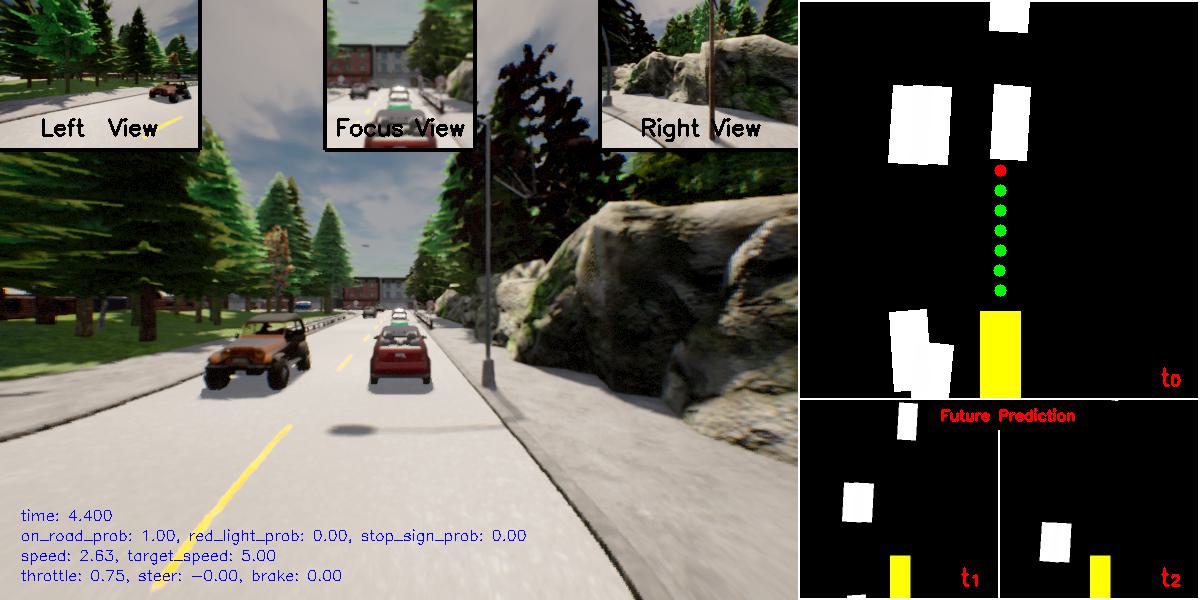 Left View
Focus View
Right View
time: 4.400
on_road_prob: 1.00, red_light_prob: 0.00, stop_sign_prob: 0.00
speed: 2.63, target_speed: 5.00
throttle: 0.75, steer: -0.00, brake: 0.00
t0
Future Prediction
t1
t2